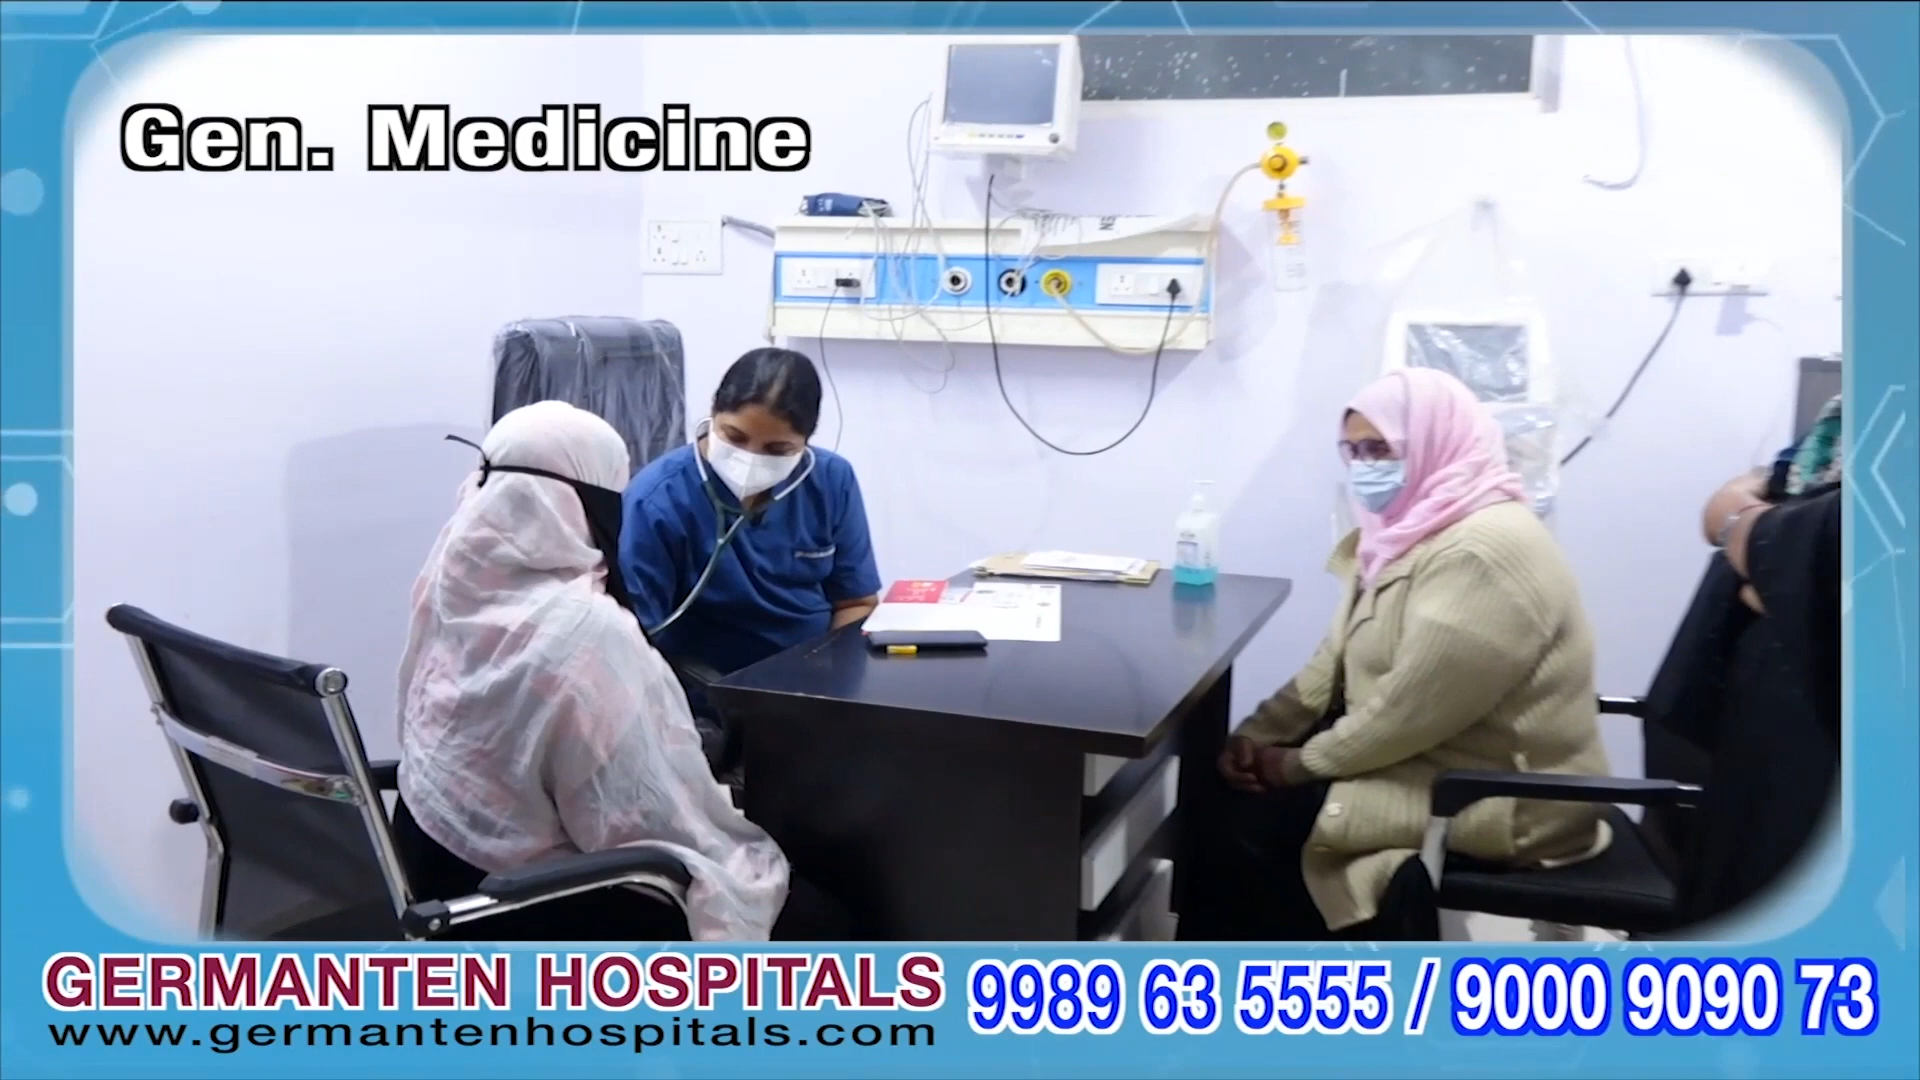 Gen. Medicine
GERMANTEN HOSPITALS
www.germantenhospitals.com
9989 63 5555 / 9000 9090 73